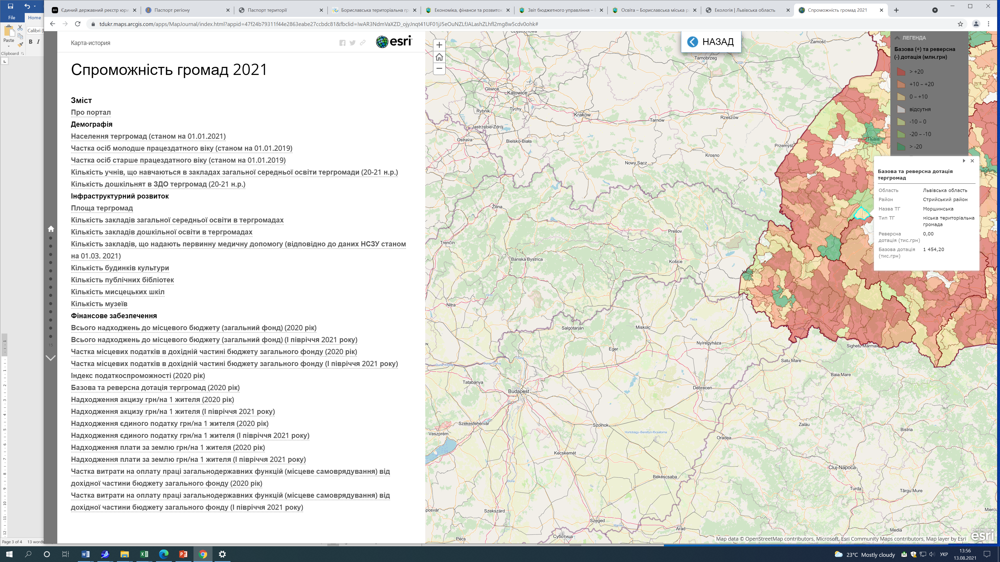 File
Home
Paste
Calibri (
B I
Clipboard
Page 3 of 4 13 words
Єдиний державний реєстр юри
Паспорт регіону
Паспорт території
Бориславська територіальна гр
Економіка, фінанси та розвиток
Звіт бюджетного управління – Б
Освіта – Бориславська міська р
Екологія | Львівська область
Спроможність громад 2021
tdukr.maps.arcgis.com/apps/MapJournal/index.html?appid=47f24b79311f44e2863eabe27ccbdc81&fbclid=IwAR3NdmVaXZD_ojyJnqt41UF01jJ5eOuNZLfJALashZLhfl2mg8w5cdv0ohk#
Карта-история
esri
Спроможність громад 2021
Зміст
Про портал
Демографія
Населення тергромад (станом на 01.01.2021)
Частка осіб молодше працездатного віку (станом на 01.01.2019)
Частка осіб старше працездатного віку (станом на 01.01.2019)
Кількість учнів, що навчаються в закладах загальної середньої освіти тергромади (20-21 н.р.)
Кількість дошкільнят в ЗДО тергромад (20-21 н.р.)
Інфраструктурний розвиток
Площа тергромад
Кількість закладів загальної середньої освіти в тергромадах
Кількість закладів дошкільної освіти в тергромадах
Кількість закладів, що надають первинну медичну допомогу (відповідно до даних НСЗУ станом
на 01.03. 2021)
Кількість будинків культури
Кількість публічних бібліотек
Кількість мисцецьких шкіл
Кількість музеїв
Фінансове забезпечення
Всього надходжень до місцевого бюджету (загальний фонд) (2020 рік)
Всього надходжень до місцевого бюджету (загальний фонд) (І півріччя 2021 року)
Частка місцевих податків в дохідній частині бюджету загального фонду (2020 рік)
Частка місцевих податків в дохідній частині бюджету загального фонду (І півріччя 2021 року)
Індекс податкоспроможності (2020 рік)
Базова та реверсна дотація тергромад (2020 рік)
Надходження акцизу грн/на 1 жителя (2020 рік)
Надходження акцизу грн/на 1 жителя (І півріччя 2021 року)
Надходження єдиного податку грн/на 1 жителя (2020 рік)
Надходження єдиного податку грн/на 1 жителя (І півріччя 2021 року)
Надходження плати за землю грн/на 1 жителя (2020 рік)
Надходження плати за землю грн/на 1 жителя (І півріччя 2021 року)
Частка витрати на оплату праці загальнодержавних функцій (місцеве самоврядування) від
дохідної частини бюджету загального фонду (2020 рік)
Частка витрати на оплату праці загальнодержавних функцій (місцеве самоврядування) від
дохідної частини бюджету загального фонду (І півріччя 2021 року)
15
НАЗАД
ЛЕГЕНДА
Базова (+) та реверсна
(-) дотація (млн.грн)
> +20
+10 – +20
0 – +10
відсутня
-10 – 0
-20 – -10
> -20
Базова та реверсна дотація
тергромад
Область Львівська область
Район Стрийський район
Назва ТГ Моршинська
Тип ТГ міська територіальна
громада
Реверсна 0,00
дотація (тис.грн)
Базова дотація 1 454,20
(тис.грн)
Zamość
Tarnobrzeg
San
Gliwice
Katowice
Rybnik
Tychy
Kraków
Jastrzębie-Zdrój
Tarnów
Rzeszów
Ostrava
Bielsko-Biała
Przemyśl
Львів
Krosno
Nowy Sącz
Žilina
Prešov
Trenčín
Banská Bystrica
Košice
Ужгород
Hron
Nitra
Tisza
Salgótarján
Miskolc
Nyíregyháza
Eger
Sighetu Marmației
Duna
Satu Mare
Baia Mare
Tatabánya
Budapest
Debrecen
Székesfehérvár
Szolnok
Hortobágy-Berettyó-főcsatorna
Zalău
Bistria
Veszprém
Oradea
Kecskemét
Cluj-Napoca
Békéscsaba
Duna
Turda
Târgu Mure
Szekszárd
Szeged
Maros
Arad
Miercu
Media
Pécs
Суботица
Map data © OpenStreetMap contributors, Microsoft, Esri Community Maps contributors, Map layer by Esri
POWERED BY
esri
23°C Mostly cloudy
УКР
13:56
13.08.2021